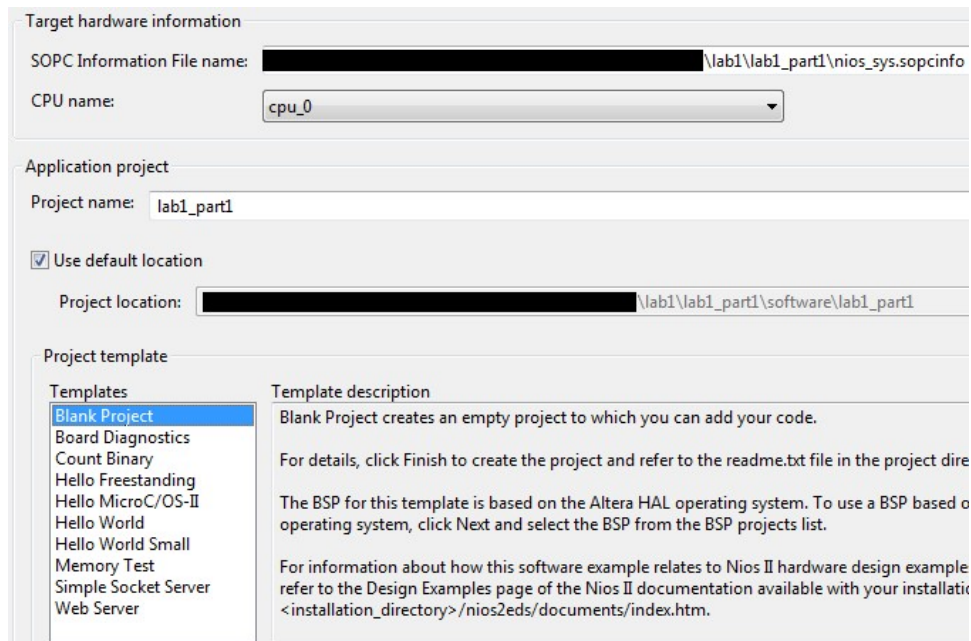 Target hardware information
SOPC Information File name: \lab1\lab1_part1\nios_sys.sopcinfo
CPU name: cpu_0
Application project
Project name: lab1_part1
Use default location
Project location: \lab1\lab1_part1\software\lab1_part1
Project template
Templates
Blank Project
Board Diagnostics
Count Binary
Hello Freestanding
Hello MicroC/OS-II
Hello World
Hello World Small
Memory Test
Simple Socket Server
Web Server
Template description
Blank Project creates an empty project to which you can add your code.
For details, click Finish to create the project and refer to the readme.txt file in the project dire
The BSP for this template is based on the Altera HAL operating system. To use a BSP based o
operating system, click Next and select the BSP from the BSP projects list.
For information about how this software example relates to Nios II hardware design examples
refer to the Design Examples page of the Nios II documentation available with your installatic
<installation_directory>/nios2eds/documents/index.htm.